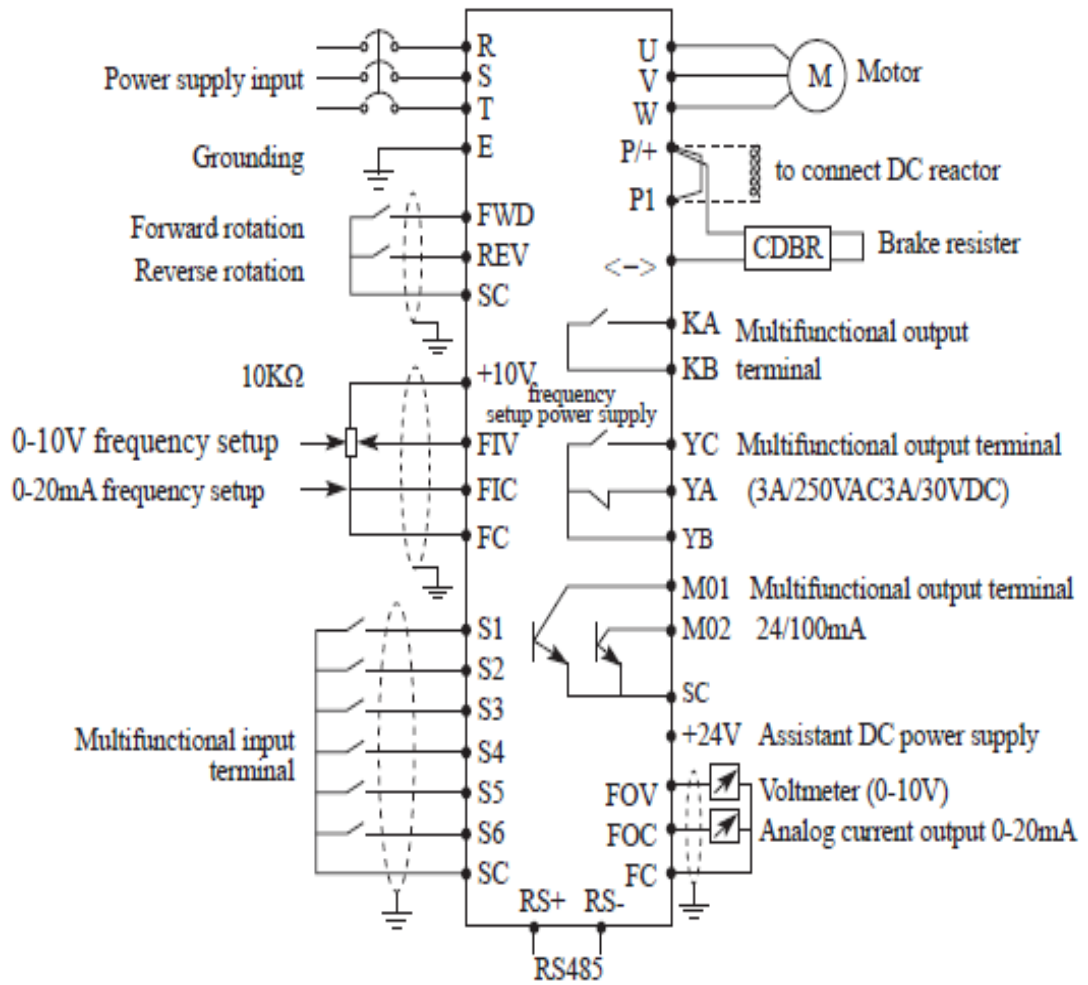 Power supply input
R
S
T
Grounding
E
Forward rotation
FWD
Reverse rotation
REV
SC
10KΩ
+10V
frequency
setup power supply
0-10V frequency setup
FIV
0-20mA frequency setup
FIC
FC
S1
S2
S3
Multifunctional input
terminal
S4
S5
S6
SC
U
V
W
M
Motor
P/+
P1
to connect DC reactor
<->
CDBR
Brake resister
KA Multifunctional output
KB terminal
YC Multifunctional output terminal
YA (3A/250VAC3A/30VDC)
YB
M01 Multifunctional output terminal
M02 24/100mA
SC
+24V Assistant DC power supply
FOV
Voltmeter (0-10V)
FOC
Analog current output 0-20mA
FC
RS+ RS-
RS485